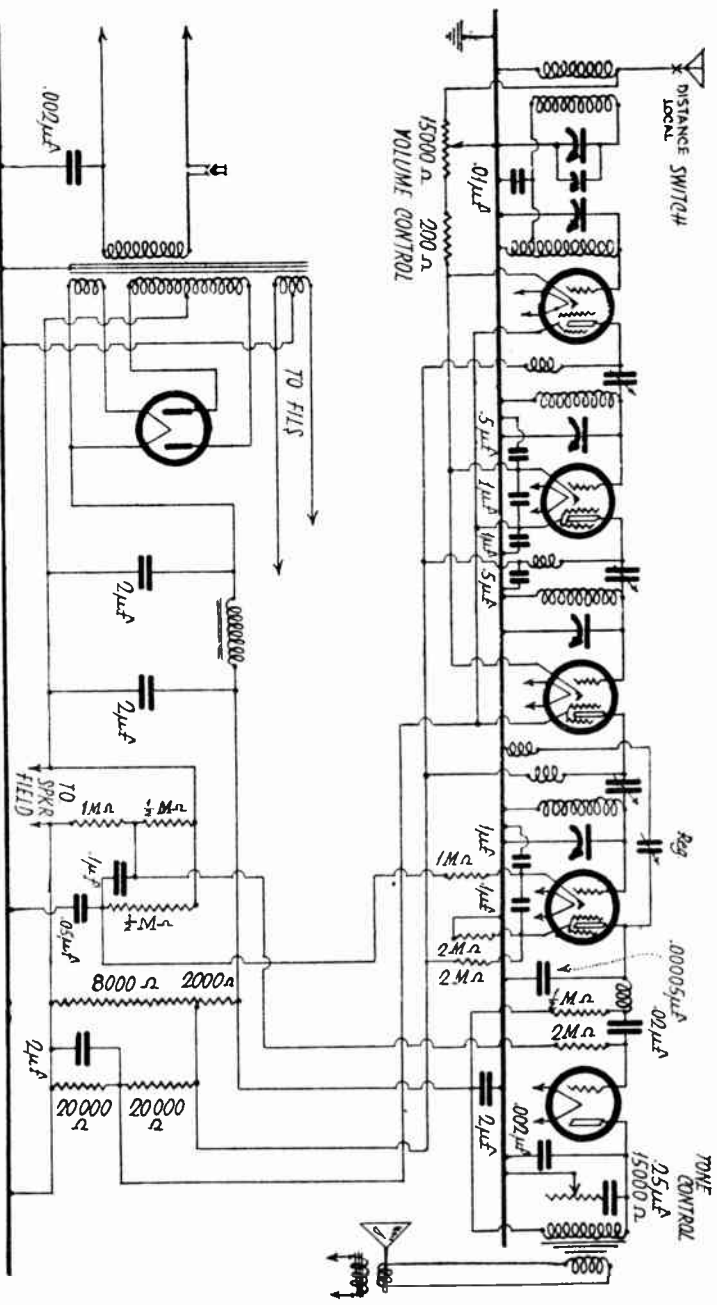 DISTANCE SWITCH
LOCAL
15000 Ω
VOLUME CONTROL
200 Ω
.01µf
.5µf
1µf
1µf
.5µf
Reg
1µf
.1µf
1MΩ
2MΩ
2MΩ
.00005µf
½MΩ
2MΩ
.02µf
2µf
.002µf
TONE
CONTROL
.25µf
15000 Ω
.002µf
TO FILS
2µf
2µf
TO
SPKR
FIELD
1MΩ
½MΩ
.1µf
½MΩ
.05µf
8000 Ω
2000Ω
2µf
20000
Ω
20000
Ω